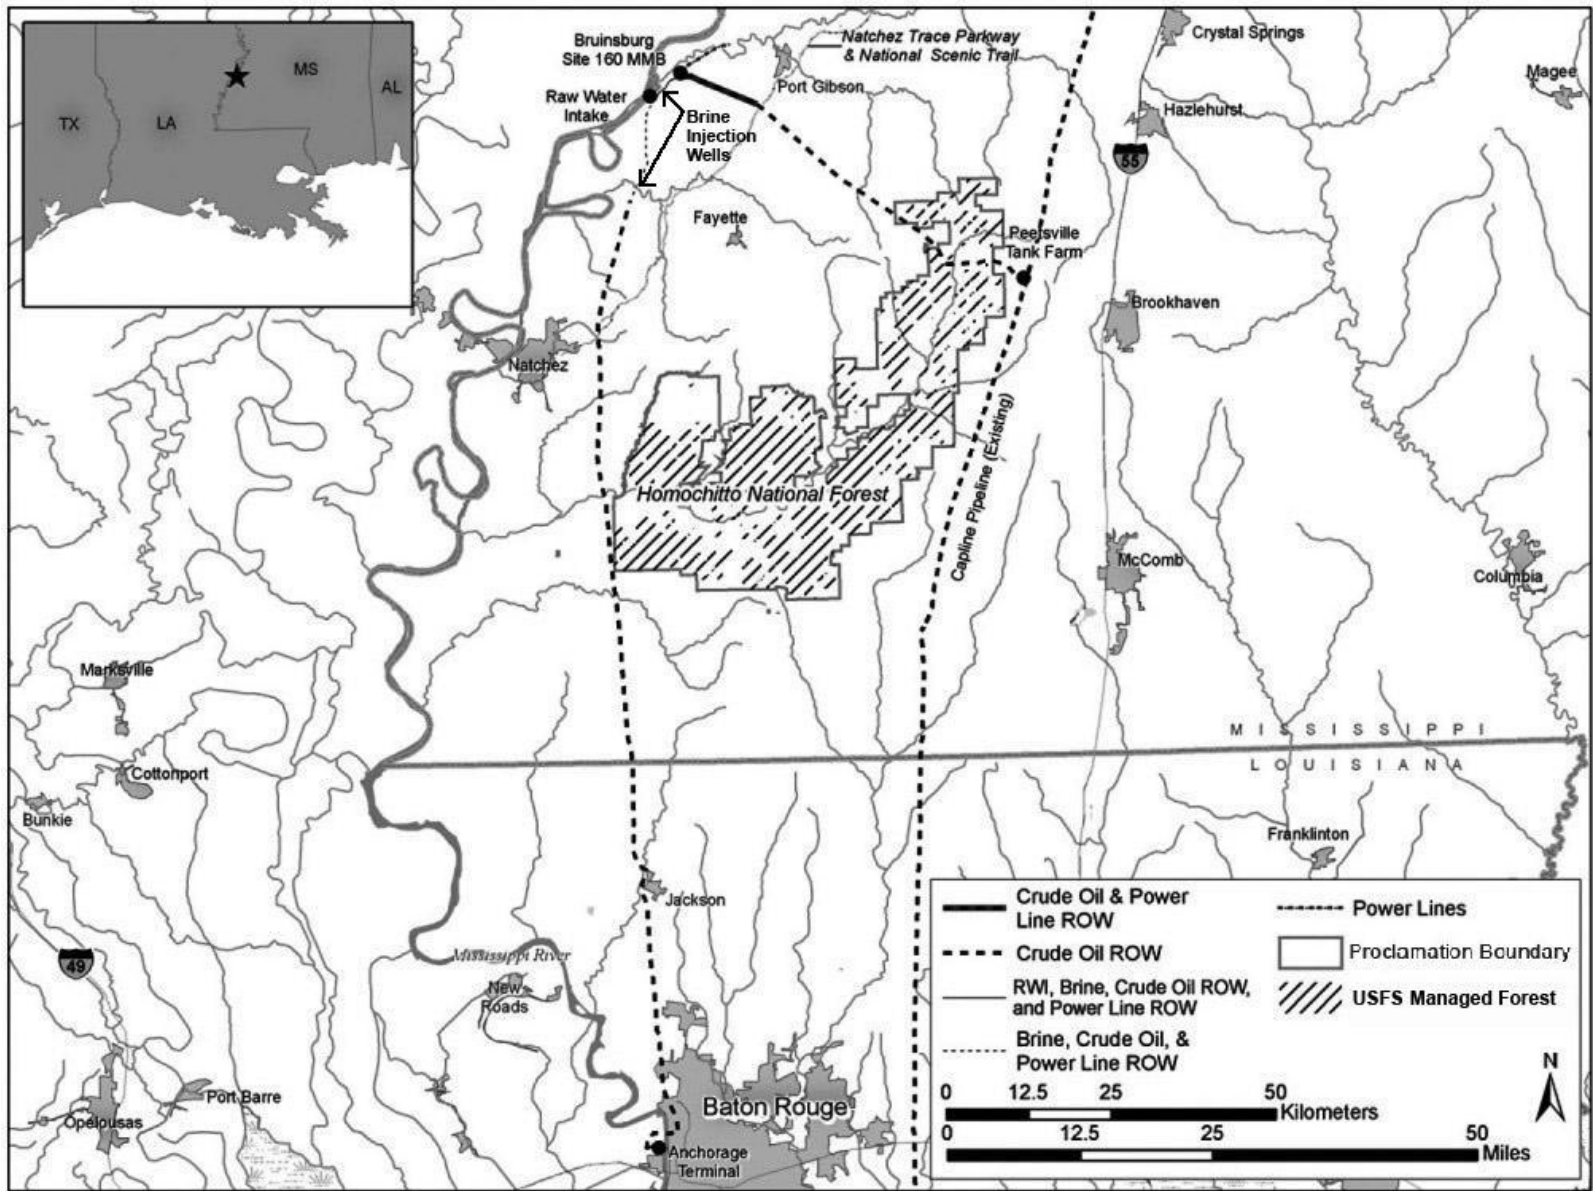 TX
LA
MS
AL
Bruinsburg
Site 160 MMB
Raw Water
Intake
Brine
Injection
Wells
Natchez Trace Parkway
& National Scenic Trail
Port Gibson
Crystal Springs
Magee
Hazlehurst
55
Fayette
Peetsville
Tank Farm
Brookhaven
Natchez
Homochitto National Forest
Capline Pipeline (Existing)
McComb
Columbia
Marksville
MISSISSIPPI
LOUISIANA
Cottonport
Bunkie
Franklinton
Jackson
49
Mississippi River
New
Roads
Port Barre
Opelousas
Baton Rouge
Anchorage
Terminal
Crude Oil & Power
Line ROW
Crude Oil ROW
RWI, Brine, Crude Oil ROW,
and Power Line ROW
Brine, Crude Oil, &
Power Line ROW
Power Lines
Proclamation Boundary
USFS Managed Forest
N
0 12.5 25 50
Kilometers
0 12.5 25 50
Miles